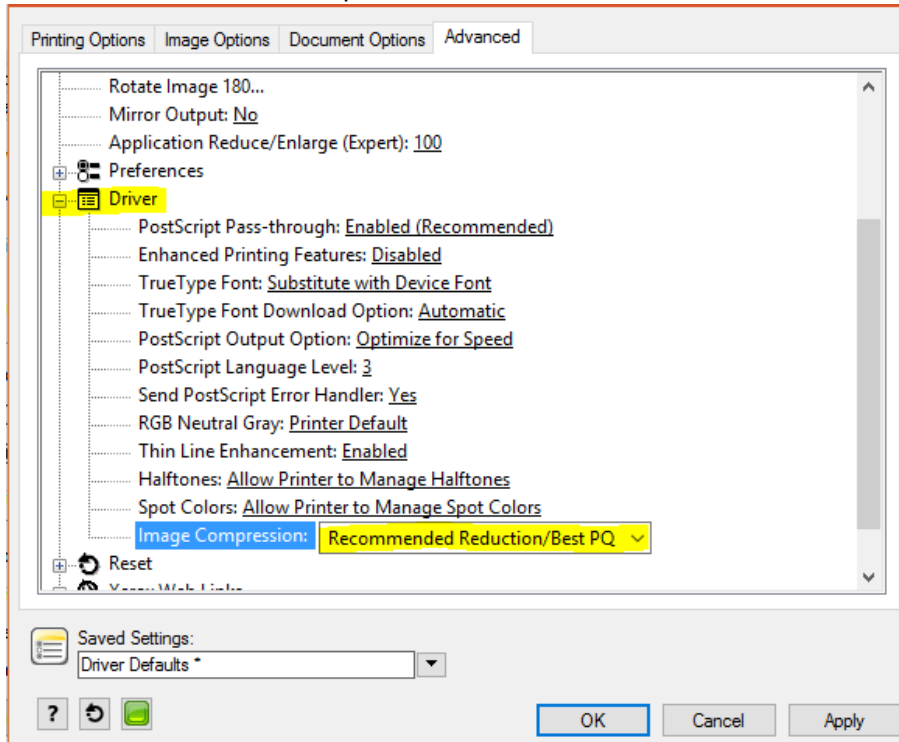 Printing Options Image Options Document Options Advanced
Rotate Image 180...
Mirror Output: No
Application Reduce/Enlarge (Expert): 100
Preferences
Driver
PostScript Pass-through: Enabled (Recommended)
Enhanced Printing Features: Disabled
TrueType Font: Substitute with Device Font
TrueType Font Download Option: Automatic
PostScript Output Option: Optimize for Speed
PostScript Language Level: 3
Send PostScript Error Handler: Yes
RGB Neutral Gray: Printer Default
Thin Line Enhancement: Enabled
Halftones: Allow Printer to Manage Halftones
Spot Colors: Allow Printer to Manage Spot Colors
Image Compression: Recommended Reduction/Best PQ
Reset
Xerox Web Links
Saved Settings:
Driver Defaults *
? OK Cancel Apply